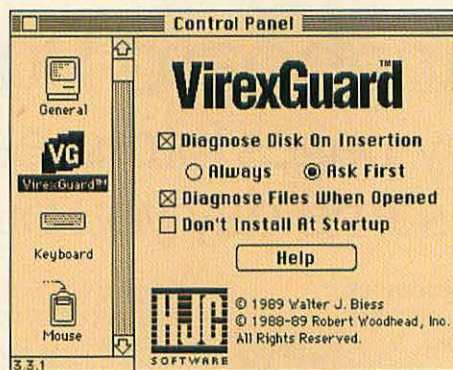 Control Panel
General
VG
VirexGuard™
Keyboard
Mouse
3.3.1
VirexGuard™
Diagnose Disk On Insertion
Always Ask First
Diagnose Files When Opened
Don't Install At Startup
Help
HJC
SOFTWARE
© 1989 Walter J. Biess
© 1988-89 Robert Woodhead, Inc.
All Rights Reserved.